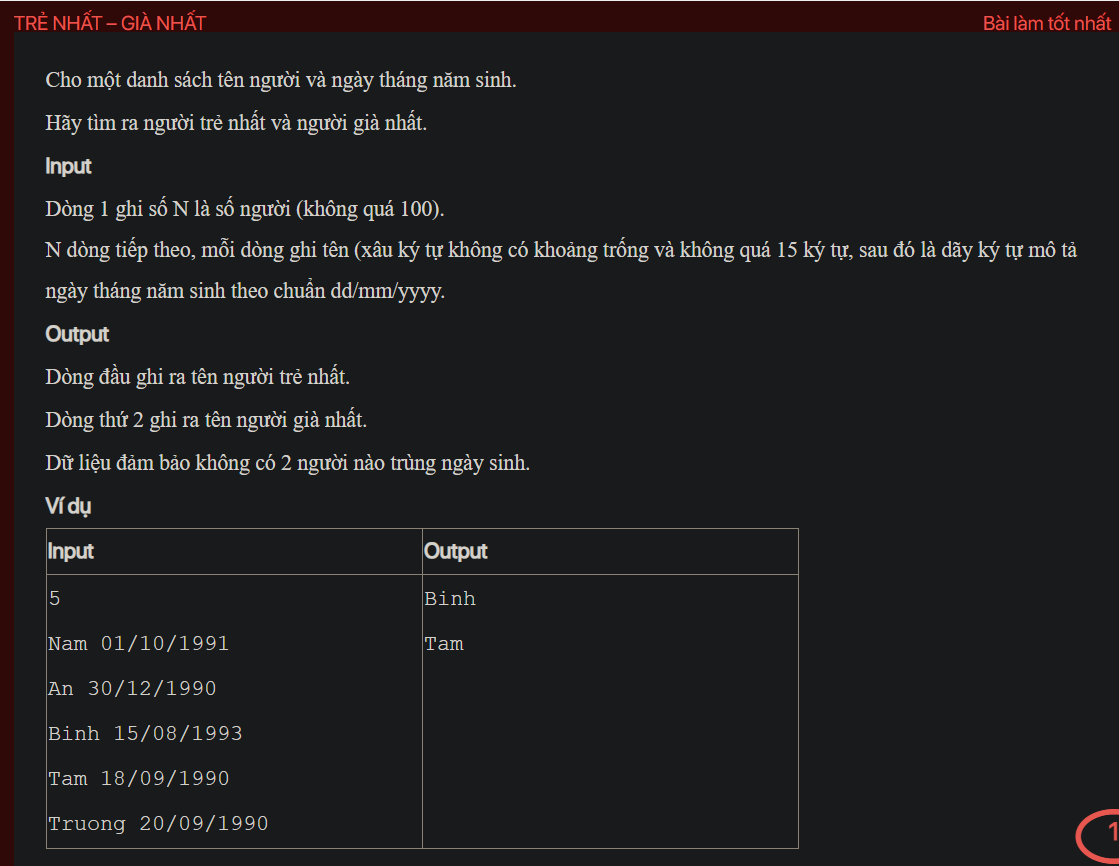 TRẺ NHẤT – GIÀ NHẤT
Bài làm tốt nhất
Cho một danh sách tên người và ngày tháng năm sinh.
Hãy tìm ra người trẻ nhất và người già nhất.
Input
Dòng 1 ghi số N là số người (không quá 100).
N dòng tiếp theo, mỗi dòng ghi tên (xâu ký tự không có khoảng trống và không quá 15 ký tự, sau đó là dãy ký tự mô tả
ngày tháng năm sinh theo chuẩn dd/mm/yyyy.
Output
Dòng đầu ghi ra tên người trẻ nhất.
Dòng thứ 2 ghi ra tên người già nhất.
Dữ liệu đảm bảo không có 2 người nào trùng ngày sinh.
Ví dụ
Input Output
5 Binh
Nam 01/10/1991 Tam
An 30/12/1990
Binh 15/08/1993
Tam 18/09/1990
Truong 20/09/1990
1